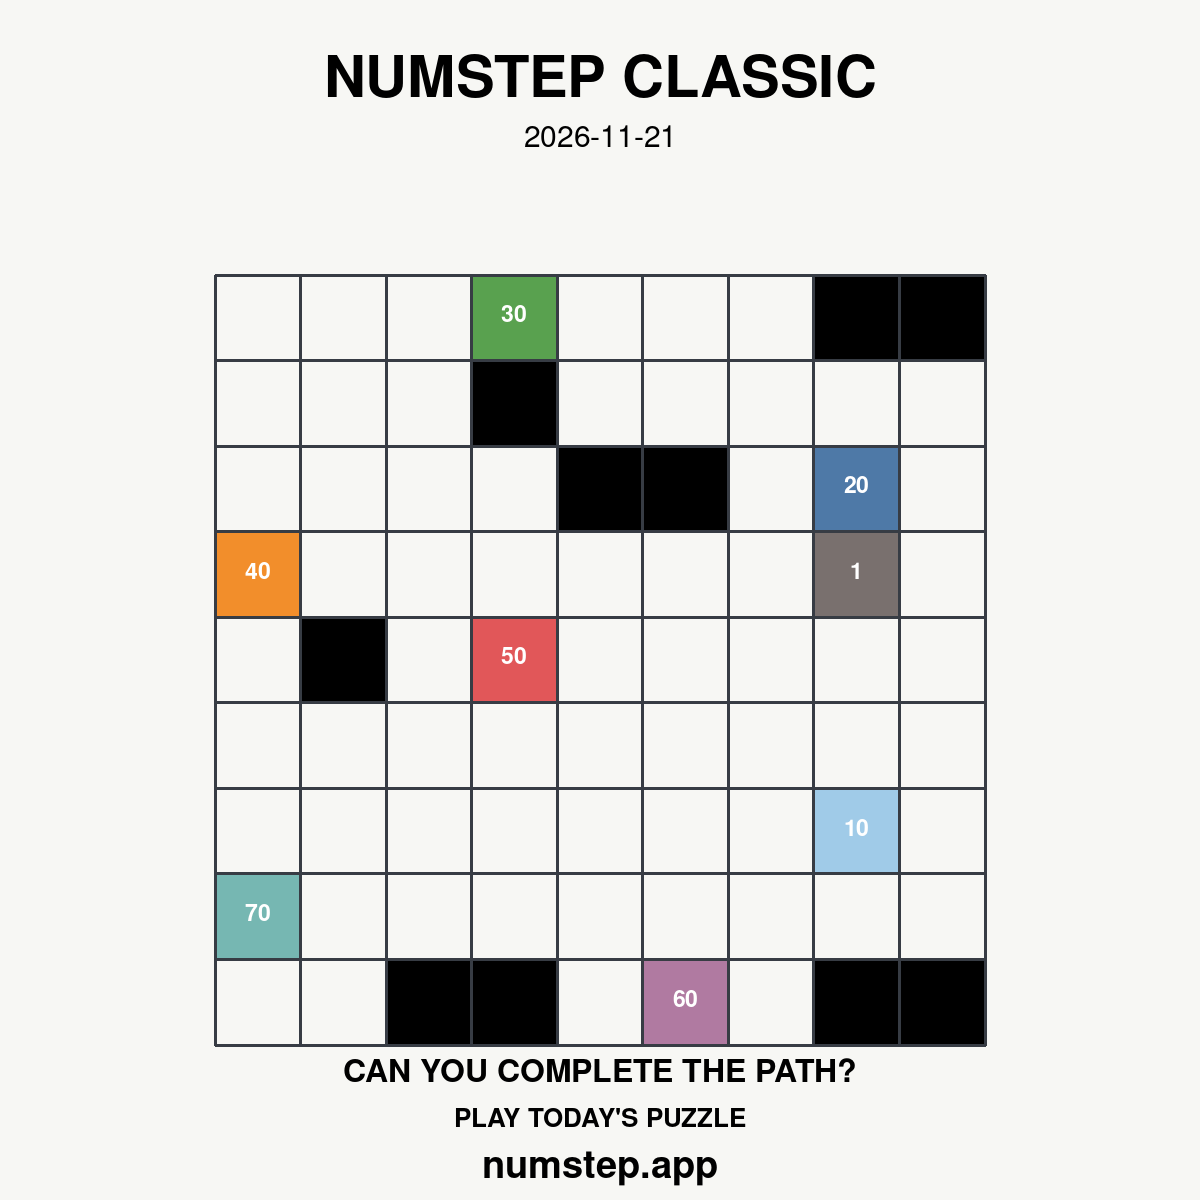 NUMSTEP CLASSIC
2026-11-21
30
20
40 1
50
10
70
60
CAN YOU COMPLETE THE PATH?
PLAY TODAY'S PUZZLE
numstep.app